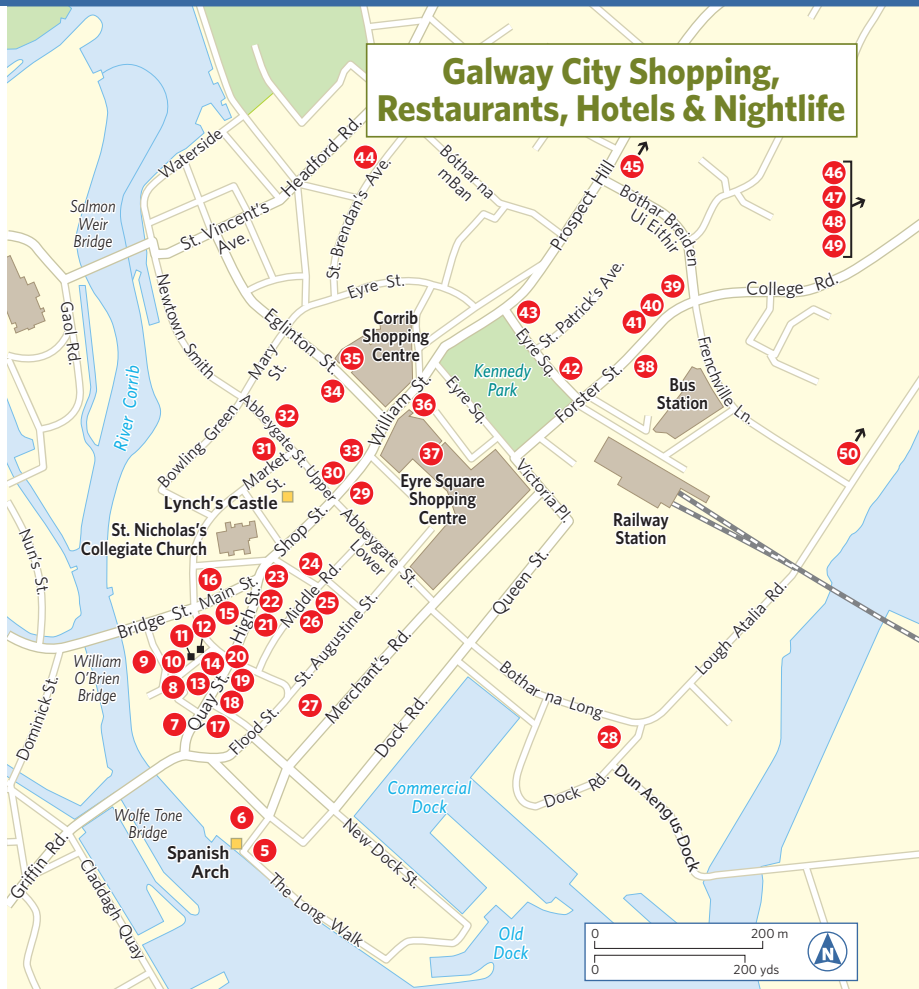 Galway City Shopping,
Restaurants, Hotels & Nightlife
Waterside
Salmon
Weir
Bridge
St. Vincent's
Ave.
Headford Rd.
44
St. Brendan's Ave.
Bóthar na
mBan
Prospect Hill
45
Bóthar Breiden
Ui Eithir
46
47
48
49
Gaol Rd.
Newtown Smith
River Corrib
Eyre St.
Eglinton St.
Mary
St.
Corrib
Shopping
Centre
35
34
43
St. Patrick's Ave.
39
40
41
College Rd.
Eyre Sq.
42
38
Forster St.
Bus
Station
Frenchville Ln.
Kennedy
Park
Eyre Sq.
William St.
36
Bowling Green
32
Abbeygate St. Upper
31
Market
St.
33
30
37
Eyre Square
Shopping
Centre
29
50
Lynch's Castle
St. Nicholas's
Collegiate Church
Shop St.
Abbeygate St.
Lower
Victoria Pl.
Railway
Station
Nun's St.
16
Bridge St.
Main St.
23
24
Middle Rd.
22
25
15
High St.
21
26
12
11
St. Augustine St.
Queen St.
Lough Atalia Rd.
William
O'Brien
Bridge
9
10
14
20
8
13
19
18
Quay St.
7
17
Flood St.
27
Merchant's Rd.
Dock Rd.
Bothar na Long
28
Dock Rd.
Dun Aengus Dock
Dominick St.
Commercial
Dock
Wolfe Tone
Bridge
6
Spanish
Arch
5
New Dock St.
The Long Walk
Griffin Rd.
Claddagh Quay
Old
Dock
0
200 m
0
200 yds
N